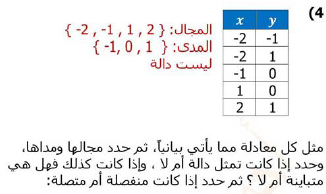 (4
x y
-2 -1
-2 1
-1 0
1 0
2 1
المجال: { 2 , 1 , 1- , 2- }
المدى: { 1 , 0 , 1- }
ليست دالة
مثل كل معادلة مما يأتي بيانياً، ثم حدد مجالها ومداها،
وحدد إذا كانت تمثل دالة أم لا ، وإذا كانت كذلك فهل هي
متباينة أم لا ؟ ثم حدد إذا كانت منفصلة أم متصلة: